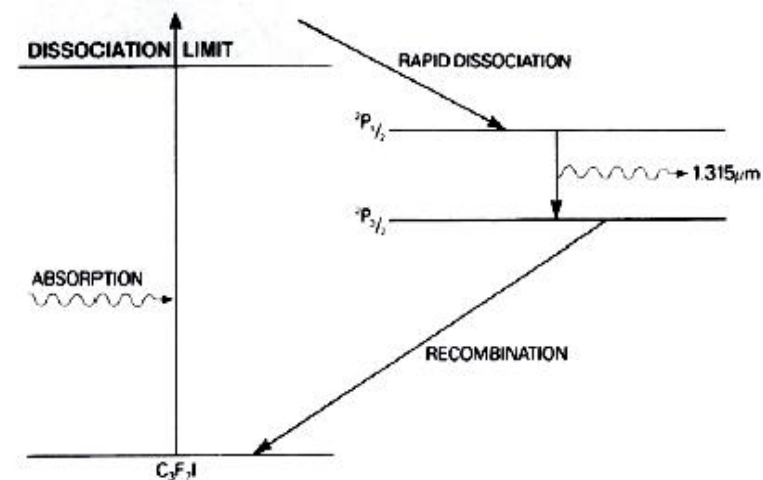 DISSOCIATION LIMIT
RAPID DISSOCIATION
²P₁/₂
1.315μm
²P₃/₂
ABSORPTION
RECOMBINATION
C₃F₇I